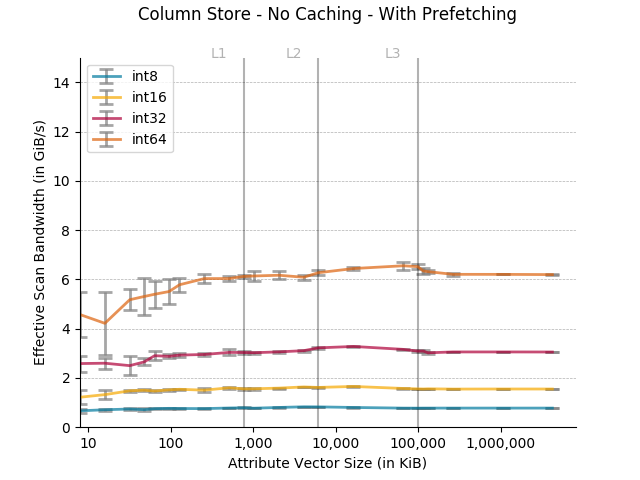 Column Store - No Caching - With Prefetching
L1 L2 L3
int8
int16
int32
int64
14
12
10
8
6
4
2
0
Effective Scan Bandwidth (in GiB/s)
10 100 1,000 10,000 100,000 1,000,000
Attribute Vector Size (in KiB)